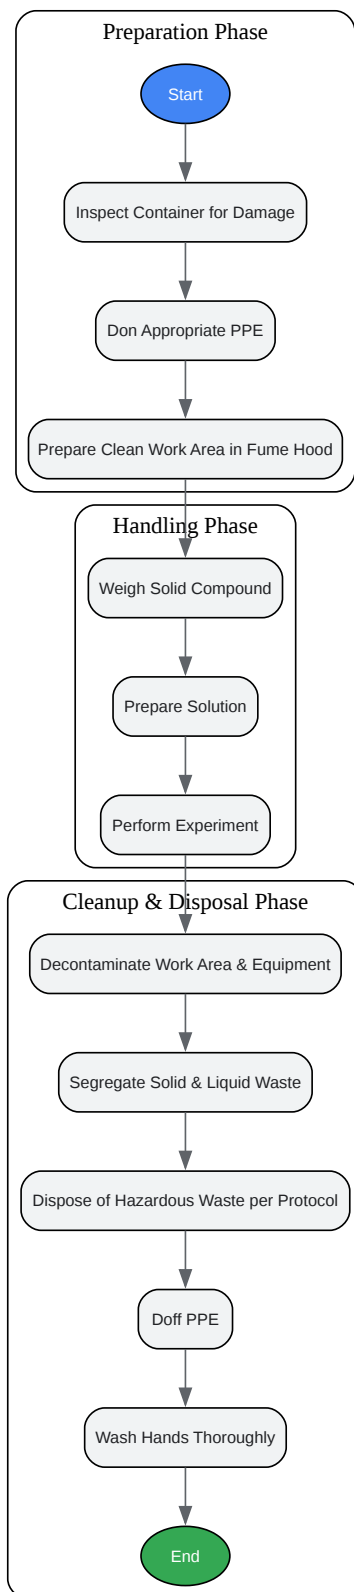 Preparation Phase
Start
Inspect Container for Damage
Don Appropriate PPE
Prepare Clean Work Area in Fume Hood
Handling Phase
Weigh Solid Compound
Prepare Solution
Perform Experiment
Cleanup & Disposal Phase
Decontaminate Work Area & Equipment
Segregate Solid & Liquid Waste
Dispose of Hazardous Waste per Protocol
Doff PPE
Wash Hands Thoroughly
End